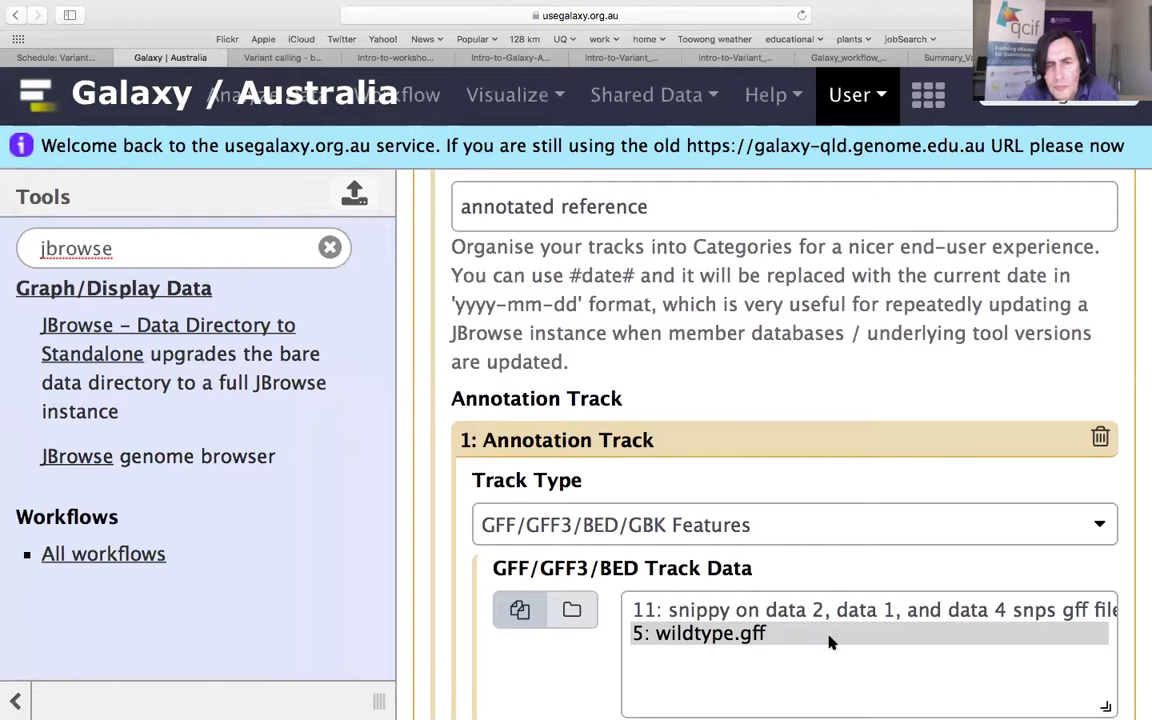 usegalaxy.org.au
Flickr Apple iCloud Twitter Yahoo! News Popular 128 km UQ work home Toowong weather educational plants jobSearch
Schedule: Variant... Galaxy | Australia Variant calling - b... Intro-to-worksho... Intro-to-Galaxy-A... Intro-to-Variant_... Intro-to-Variant_... Galaxy_workflow_... Summary_Va
qcif
Galaxy / Australia Workflow Visualize Shared Data Help User
Welcome back to the usegalaxy.org.au service. If you are still using the old https://galaxy-qld.genome.edu.au URL please now
Tools
jbrowse
Graph/Display Data
JBrowse - Data Directory to
Standalone upgrades the bare
data directory to a full JBrowse
instance
JBrowse genome browser
Workflows
All workflows
annotated reference
Organise your tracks into Categories for a nicer end-user experience.
You can use #date# and it will be replaced with the current date in
'yyyy-mm-dd' format, which is very useful for repeatedly updating a
JBrowse instance when member databases / underlying tool versions
are updated.
Annotation Track
1: Annotation Track
Track Type
GFF/GFF3/BED/GBK Features
GFF/GFF3/BED Track Data
11: snippy on data 2, data 1, and data 4 snps gff file
5: wildtype.gff